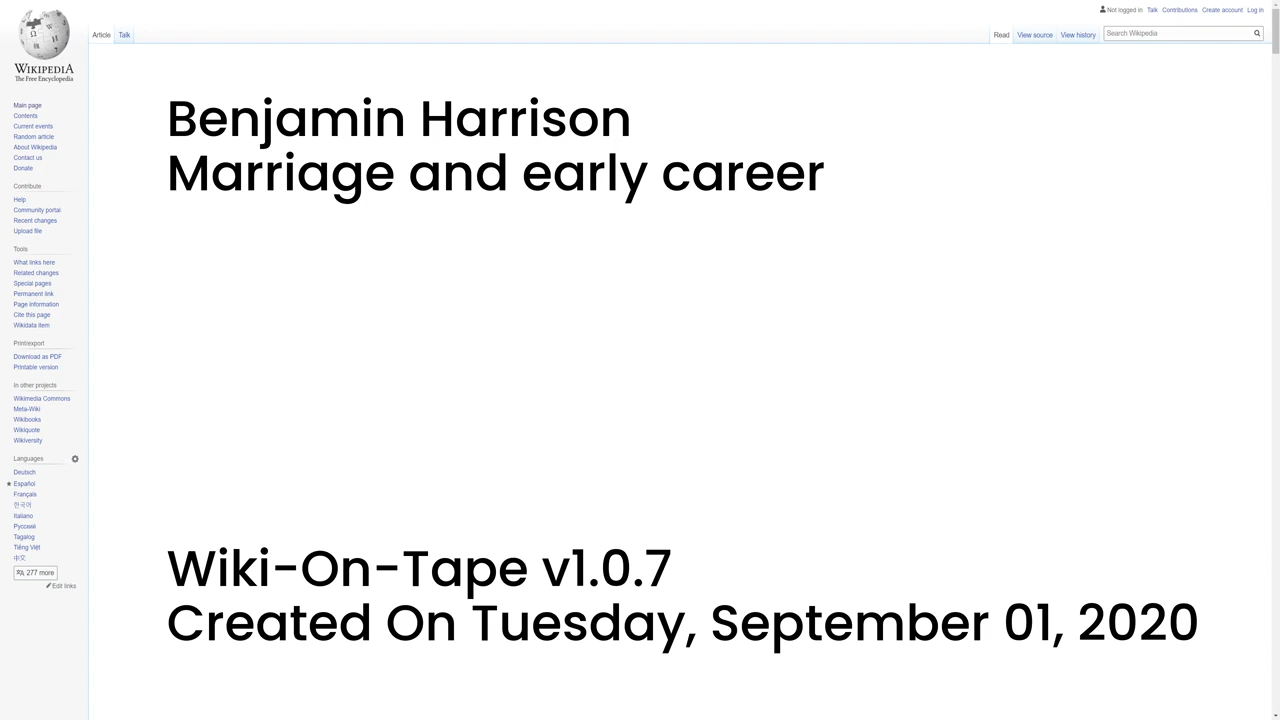 Not logged in Talk Contributions Create account Log in
Article Talk Read View source View history Search Wikipedia
WIKIPEDIA
The Free Encyclopedia
Main page
Contents
Current events
Random article
About Wikipedia
Contact us
Donate
Contribute
Help
Community portal
Recent changes
Upload file
Tools
What links here
Related changes
Special pages
Permanent link
Page information
Cite this page
Wikidata item
Print/export
Download as PDF
Printable version
In other projects
Wikimedia Commons
Meta-Wiki
Wikibooks
Wikiquote
Wikiversity
Languages
Deutsch
Español
Français
한국어
Italiano
Русский
Tagalog
Tiếng Việt
中文
277 more
Edit links
Benjamin Harrison
Marriage and early career
Wiki-On-Tape v1.0.7
Created On Tuesday, September 01, 2020